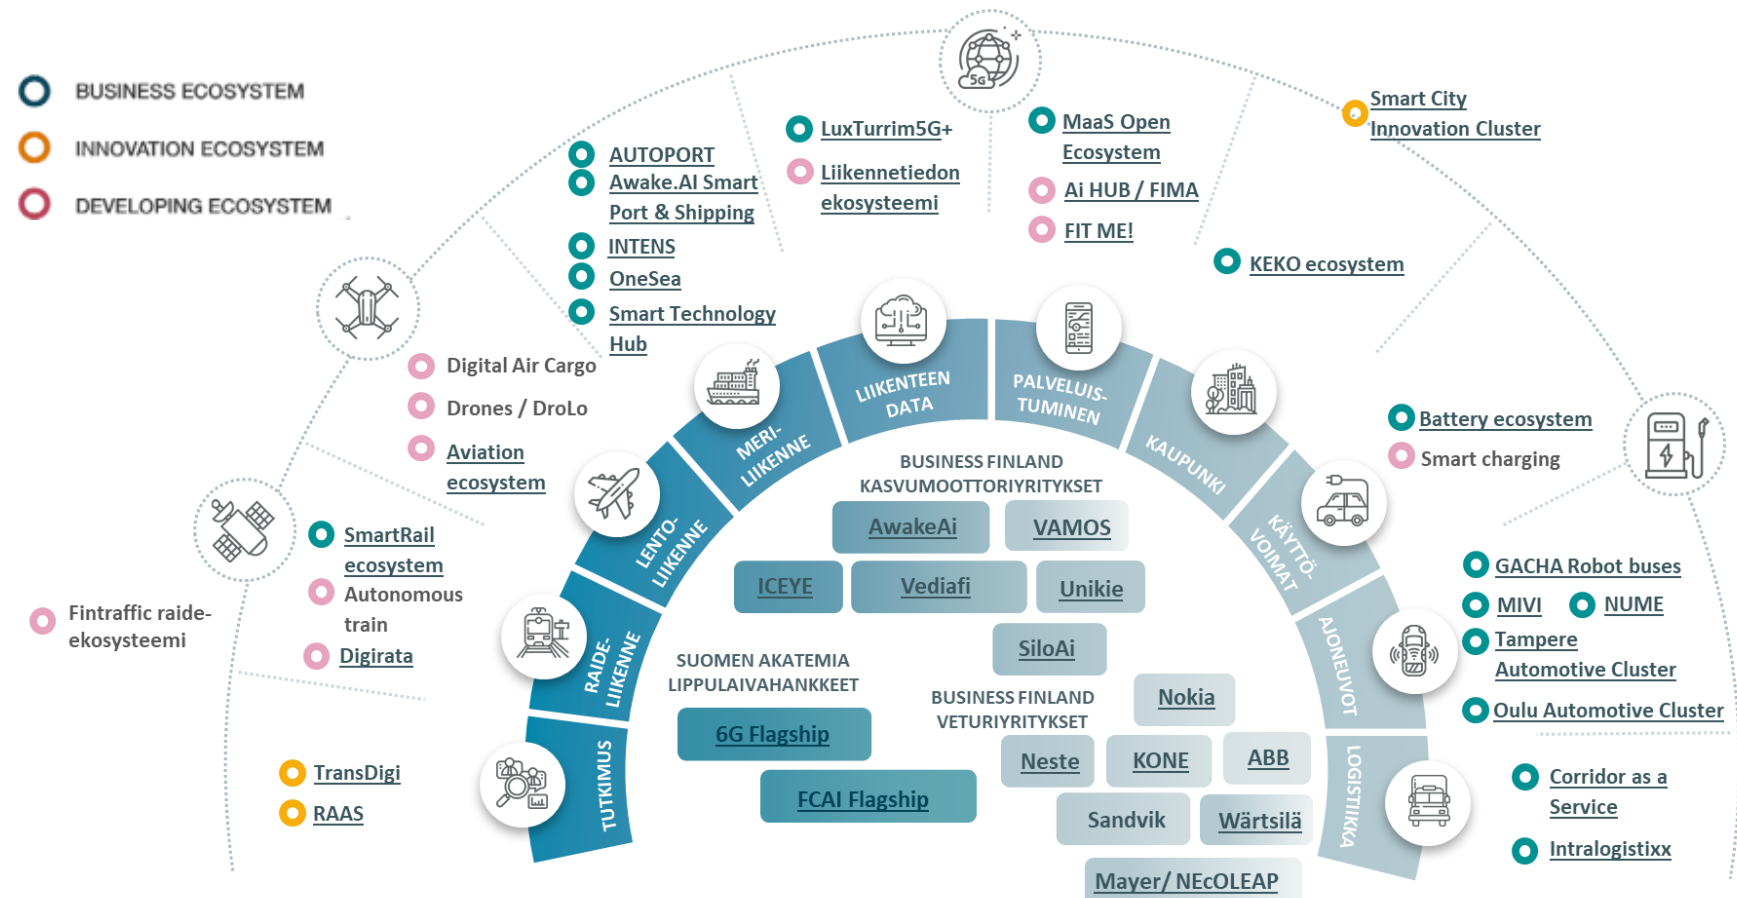 BUSINESS ECOSYSTEM
INNOVATION ECOSYSTEM
DEVELOPING ECOSYSTEM
5G
AUTOPORT
Awake.AI Smart
Port & Shipping
INTENS
OneSea
Smart Technology
Hub
LuxTurrim5G+
Liikennetiedon
ekosysteemi
MaaS Open
Ecosystem
Ai HUB / FIMA
FIT ME!
Smart City
Innovation Cluster
KEKO ecosystem
Digital Air Cargo
Drones / DroLo
Aviation
ecosystem
Battery ecosystem
Smart charging
SmartRail
ecosystem
Autonomous
train
Digirata
Fintraffic raide-
ekosysteemi
GACHA Robot buses
MIVI
NUME
Tampere
Automotive Cluster
Oulu Automotive Cluster
TransDigi
RAAS
Corridor as a
Service
Intralogistixx
TUTKIMUS
RAIDE-
LIIKENNE
LENTO-
LIIKENNE
MERI-
LIIKENNE
LIIKENTEEN
DATA
PALVELUIS-
TUMINEN
KAUPUNKI
KÄYTTÖ-
VOIMAT
AJONEUVOT
LOGISTIIKKA
BUSINESS FINLAND
KASVUMOOTTORIYRITYKSET
AwakeAi
VAMOS
ICEYE
Vediafi
Unikie
SiloAi
SUOMEN AKATEMIA
LIPPULAIVAHANKKEET
6G Flagship
FCAI Flagship
BUSINESS FINLAND
VETURIYRITYKSET
Nokia
Neste
KONE
ABB
Sandvik
Wärtsilä
Mayer/ NEcOLEAP